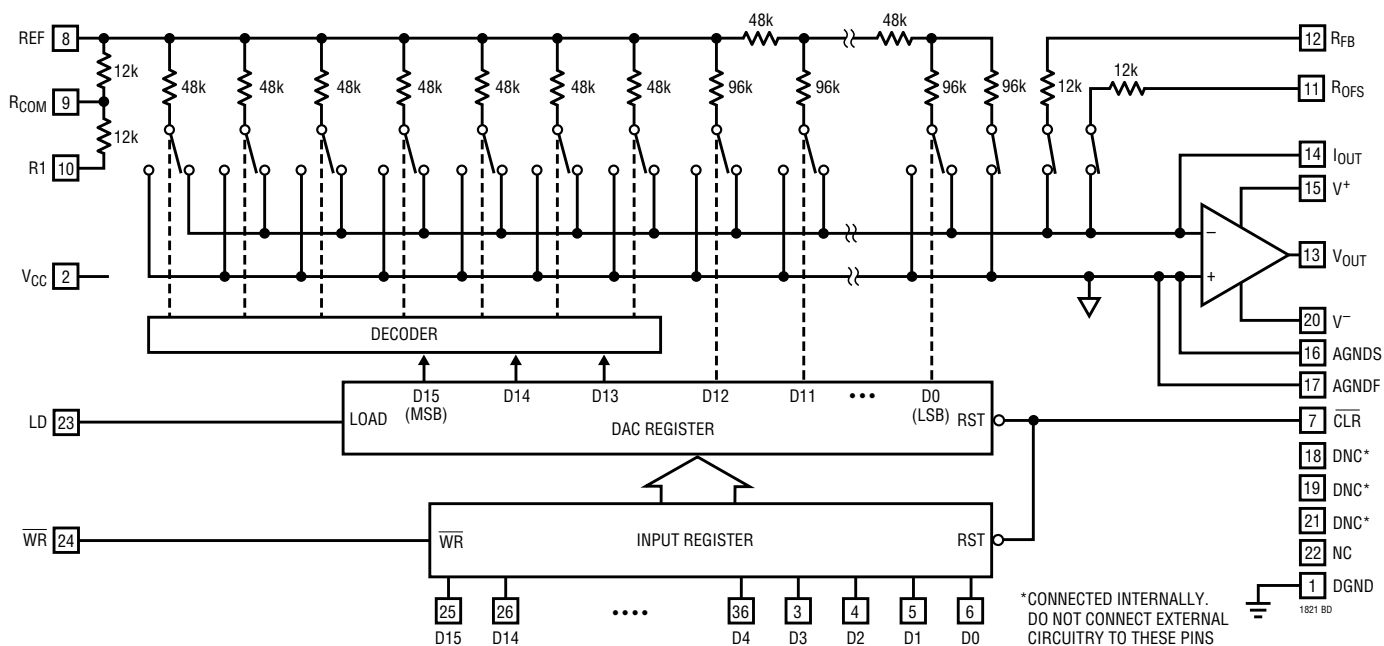 48k 48k
REF 8
12 RFB
12k 48k 48k 48k 48k 48k 48k 48k 96k 96k 96k 96k 12k 12k
RCOM 9
11 ROFS
12k
R1 10
14 IOUT
15 V+
–
VCC 2
13 VOUT
+
20 V–
DECODER
16 AGNDS
17 AGNDF
D15 (MSB) D14 D13 D12 D11 ••• D0 (LSB)
LD 23
LOAD
DAC REGISTER
RST
7 CLR
18 DNC*
19 DNC*
21 DNC*
22 NC
WR 24
WR
INPUT REGISTER
RST
1 DGND
1821 BD
25 26 •••• 36 3 4 5 6
D15 D14 D4 D3 D2 D1 D0
*CONNECTED INTERNALLY.
DO NOT CONNECT EXTERNAL
CIRCUITRY TO THESE PINS